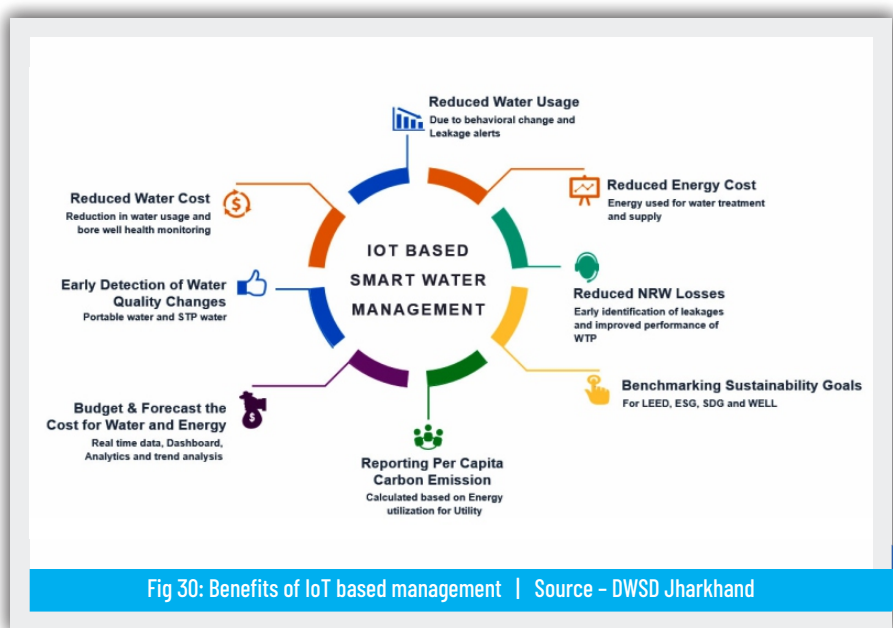 Reduced Water Usage
Due to behavioral change and
Leakage alerts
Reduced Energy Cost
Energy used for water treatment
and supply
Reduced NRW Losses
Early identification of leakages
and improved performance of
WTP
Benchmarking Sustainability Goals
For LEED, ESG, SDG and WELL
Reporting Per Capita
Carbon Emission
Calculated based on Energy
utilization for Utility
Budget & Forecast the
Cost for Water and Energy
Real time data, Dashboard,
Analytics and trend analysis
Early Detection of Water
Quality Changes
Portable water and STP water
Reduced Water Cost
Reduction in water usage and
bore well health monitoring
IOT BASED
SMART WATER
MANAGEMENT
$
$
Fig 30: Benefits of IoT based management | Source – DWSD Jharkhand